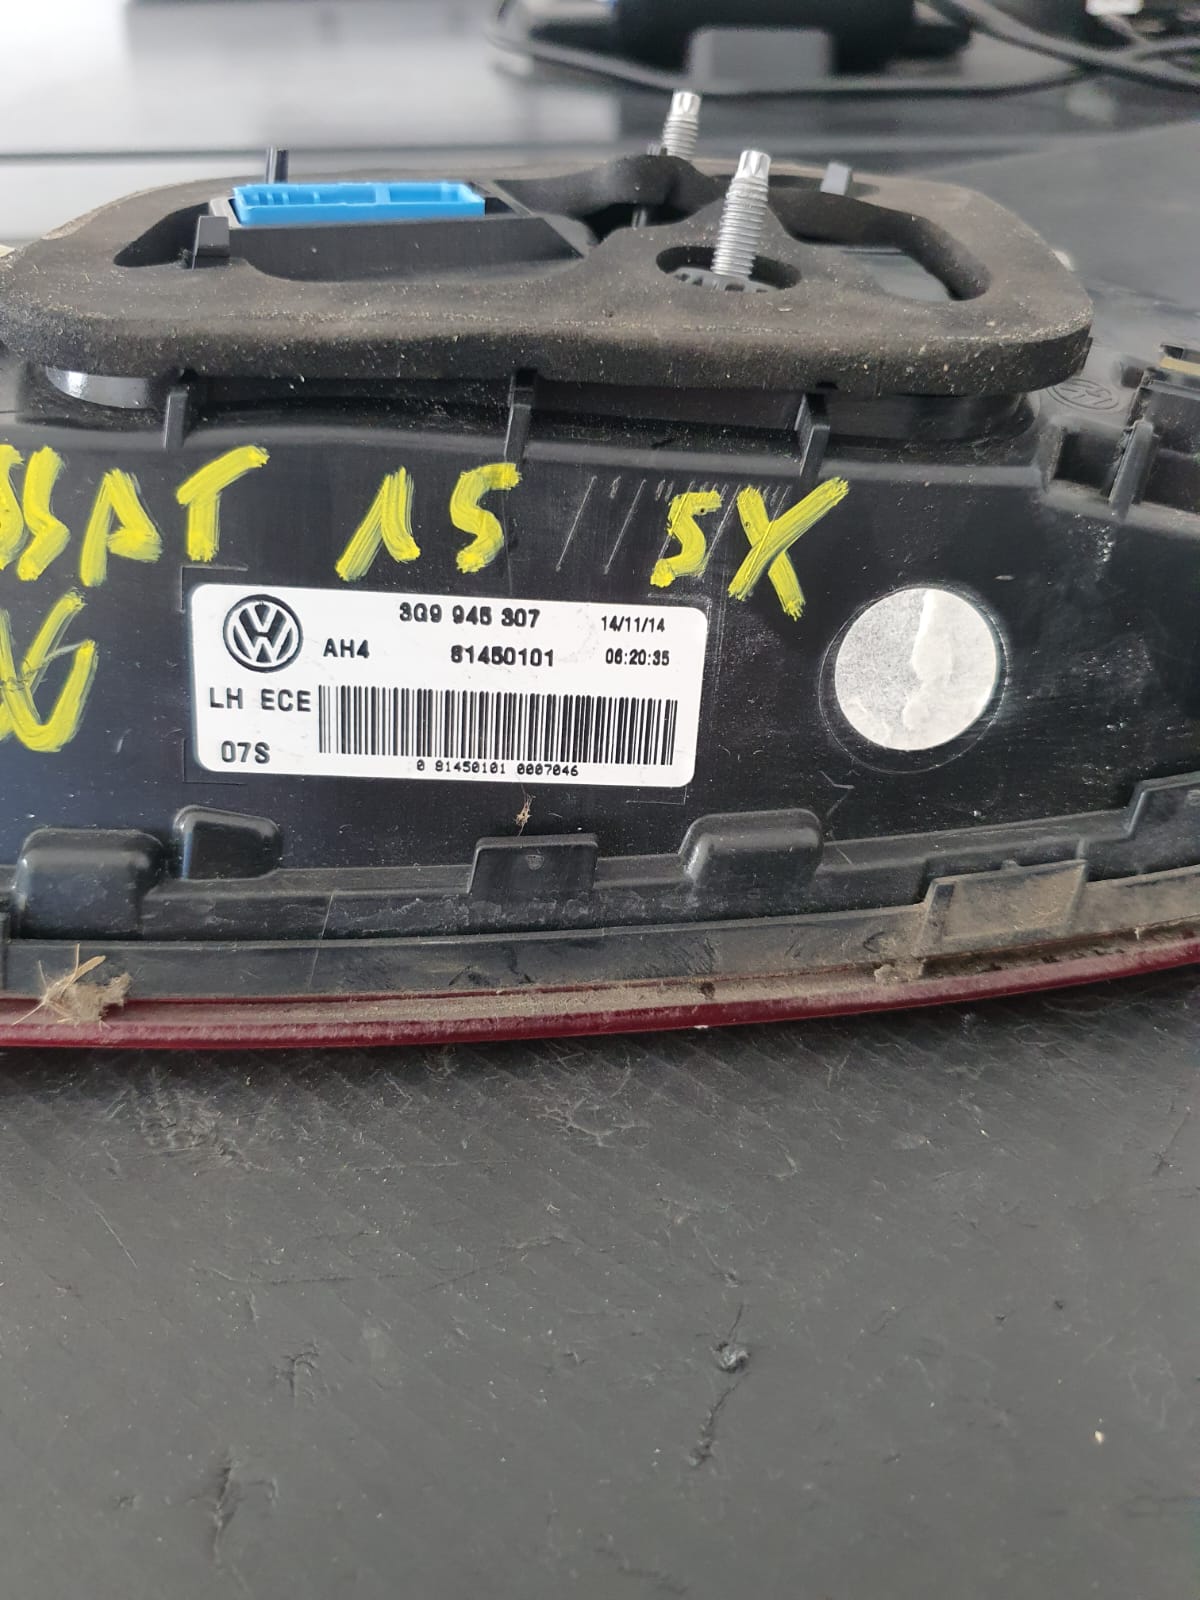 SSAT 15 SX
3G9 945 307 14/11/14
AH4 81450101 06:20:35
LH ECE
07S
0 81450101 0007046